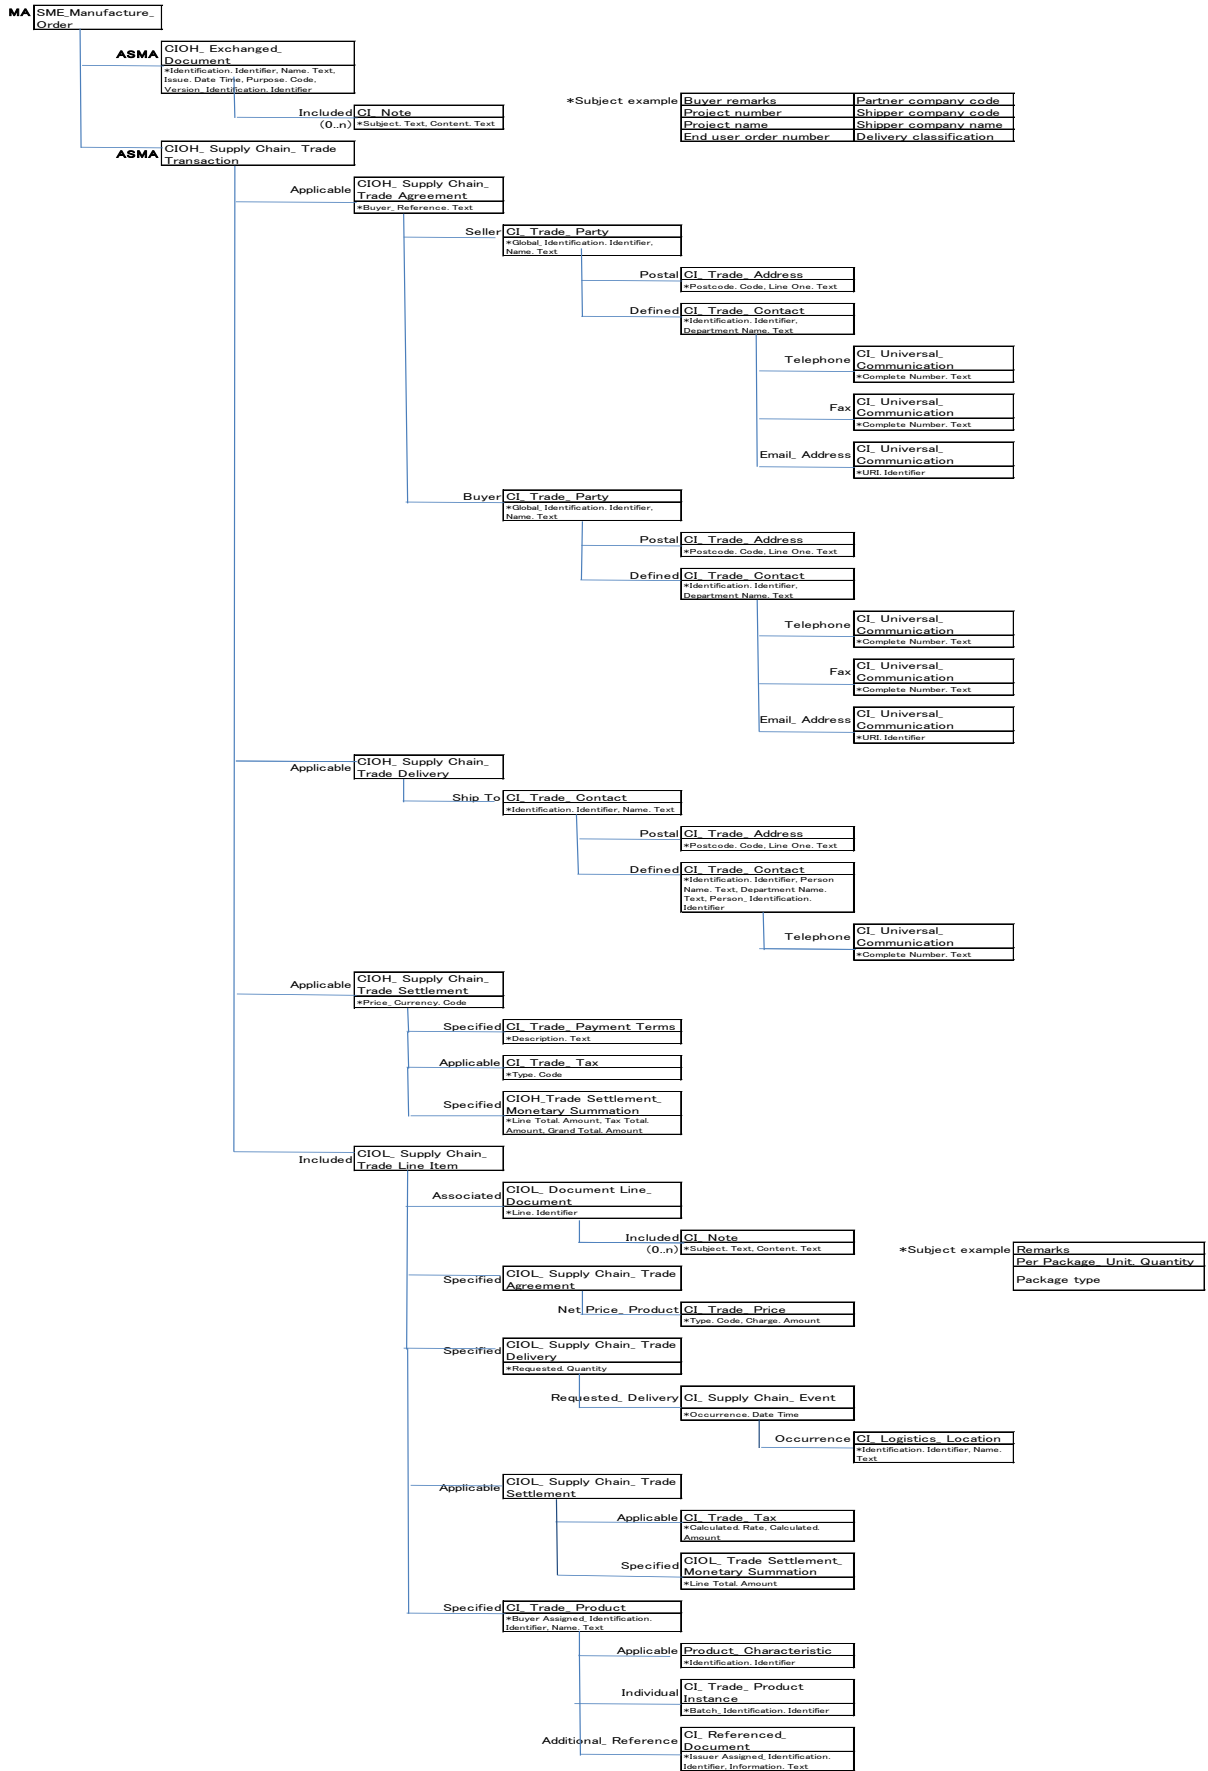 MA SME_Manufacture_
Order
ASMA CIOH_ Exchanged_
Document
*Identification. Identifier, Name. Text,
Issue. Date Time, Purpose. Code,
Version_ Identification. Identifier
Included CI_ Note
(0..n) *Subject. Text, Content. Text
*Subject example Buyer remarks Partner company code
Project number Shipper company code
Project name Shipper company name
End user order number Delivery classification
ASMA CIOH_ Supply Chain_ Trade
Transaction
Applicable CIOH_ Supply Chain_
Trade Agreement
*Buyer_ Reference. Text
Seller CI_ Trade_ Party
*Global_ Identification. Identifier,
Name. Text
Postal CI_ Trade_ Address
*Postcode. Code, Line One. Text
Defined CI_ Trade_ Contact
*Identification. Identifier,
Department Name. Text
Telephone CI_ Universal_
Communication
*Complete Number. Text
Fax CI_ Universal_
Communication
*Complete Number. Text
Email_ Address CI_ Universal_
Communication
*URI. Identifier
Buyer CI_ Trade_ Party
*Global_ Identification. Identifier,
Name. Text
Postal CI_ Trade_ Address
*Postcode. Code, Line One. Text
Defined CI_ Trade_ Contact
*Identification. Identifier,
Department Name. Text
Telephone CI_ Universal_
Communication
*Complete Number. Text
Fax CI_ Universal_
Communication
*Complete Number. Text
Email_ Address CI_ Universal_
Communication
*URI. Identifier
Applicable CIOH_ Supply Chain_
Trade Delivery
Ship To CI_ Trade_ Contact
*Identification. Identifier, Name. Text
Postal CI_ Trade_ Address
*Postcode. Code, Line One. Text
Defined CI_ Trade_ Contact
*Identification. Identifier, Person
Name. Text, Department Name.
Text, Person_ Identification.
Identifier
Telephone CI_ Universal_
Communication
*Complete Number. Text
Applicable CIOH_ Supply Chain_
Trade Settlement
*Price_ Currency. Code
Specified CI_ Trade_ Payment Terms
*Description. Text
Applicable CI_ Trade_ Tax
*Type. Code
Specified CIOH_Trade Settlement_
Monetary Summation
*Line Total. Amount, Tax Total.
Amount, Grand Total. Amount
Included CIOL_ Supply Chain_
Trade Line Item
Associated CIOL_ Document Line_
Document
*Line. Identifier
Included CI_ Note
(0..n) *Subject. Text, Content. Text
*Subject example Remarks
Per Package_ Unit. Quantity
Package type
Specified CIOL_ Supply Chain_ Trade
Agreement
Net Price_ Product CI_ Trade_ Price
*Type. Code, Charge. Amount
Specified CIOL_ Supply Chain_ Trade
Delivery
*Requested. Quantity
Requested_ Delivery CI_ Supply Chain_ Event
*Occurrence. Date Time
Occurrence CI_ Logistics_ Location
*Identification. Identifier, Name.
Text
Applicable CIOL_ Supply Chain_ Trade
Settlement
Applicable CI_ Trade_ Tax
*Calculated. Rate, Calculated.
Amount
Specified CIOL_ Trade Settlement_
Monetary Summation
*Line Total. Amount
Specified CI_ Trade_ Product
*Buyer Assigned_ Identification.
Identifier, Name. Text
Applicable Product_ Characteristic
*Identification. Identifier
Individual CI_ Trade_ Product
Instance
*Batch_ Identification. Identifier
Additional_ Reference CI_ Referenced_
Document
*Issuer Assigned_ Identification.
Identifier, Information. Text